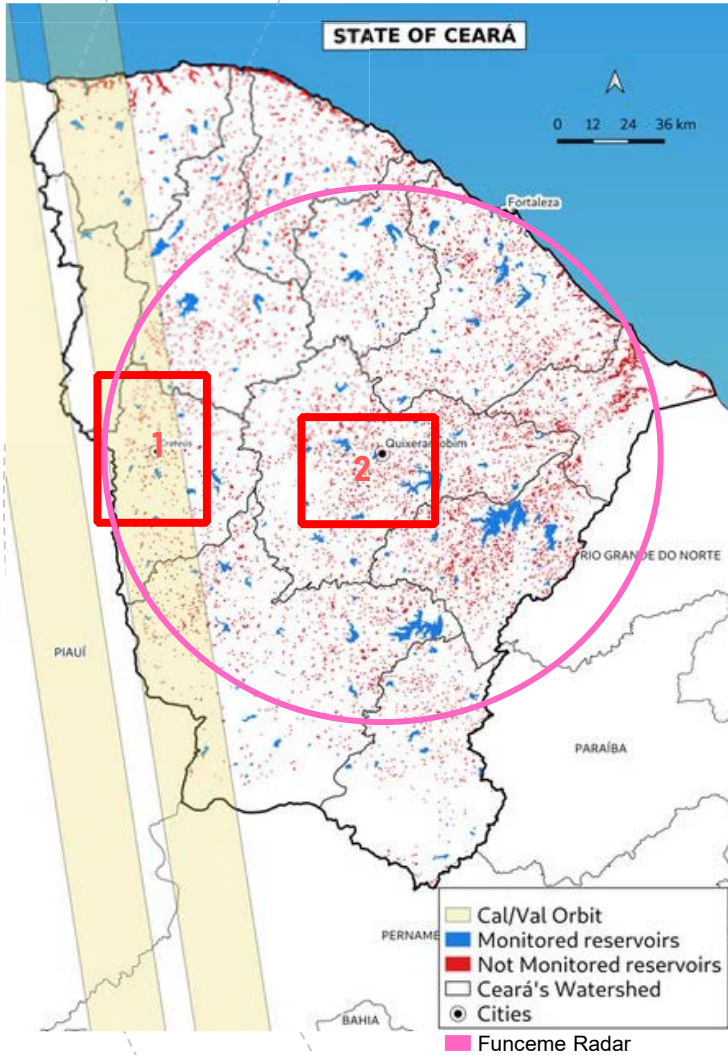 STATE OF CEARÁ
0 12 24 36 km
Fortaleza
1
2
Quixeramobim
RIO GRANDE DO NORTE
PIAUÍ
PARAÍBA
Cal/Val Orbit
Monitored reservoirs
Not Monitored reservoirs
Ceará's Watershed
Cities
PERNAMB
BAHIA
Funceme Radar